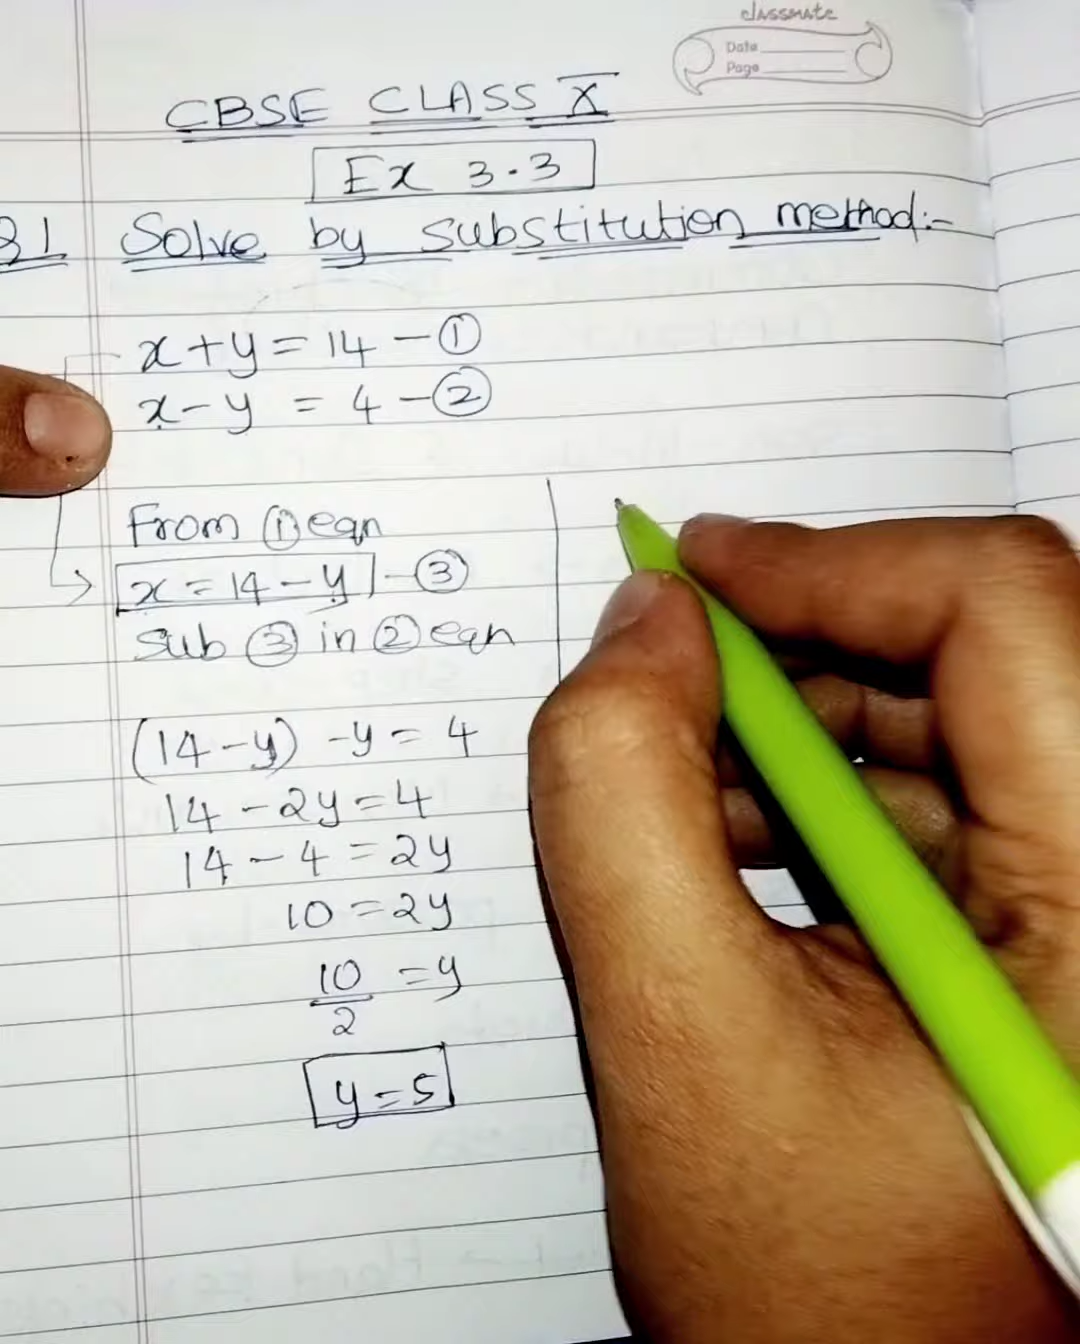 classmate
Date
Page
CBSE CLASS X
Ex 3.3
Q1 Solve by substitution method:-
x+y=14 -①
x-y = 4 -②
From ① eqn
x=14-y -③
Sub ③ in ② eqn
(14-y) -y = 4
14-2y=4
14-4=2y
10=2y
10/2 =y
y=5